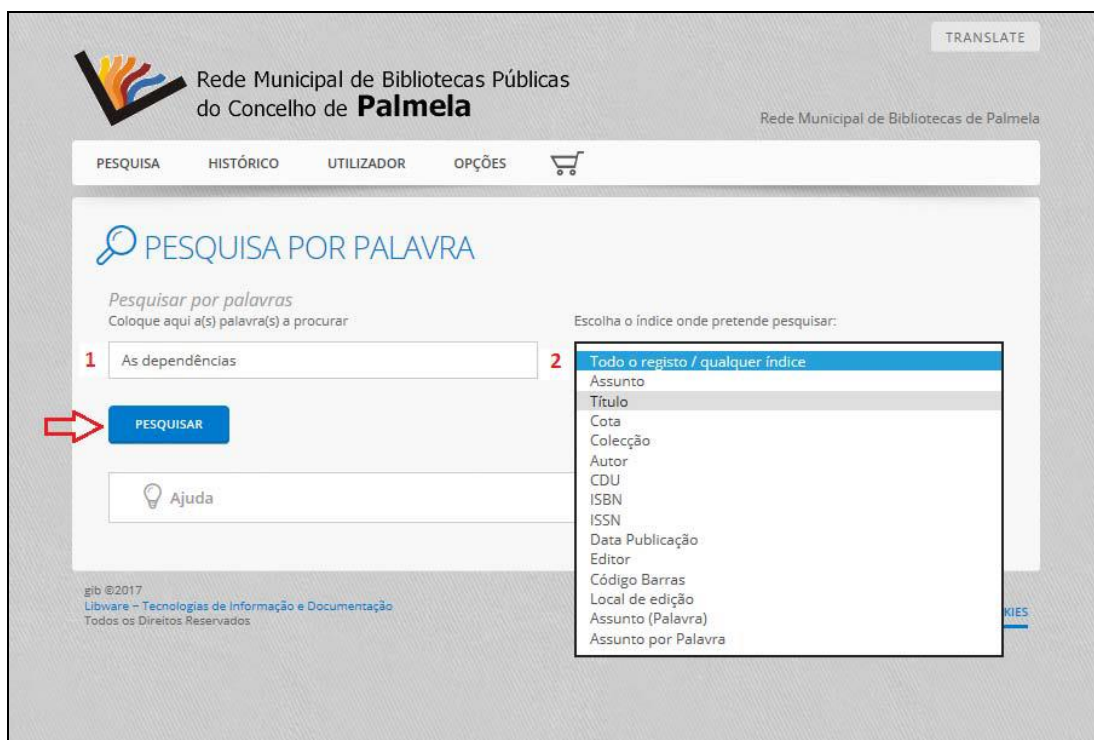 TRANSLATE
Rede Municipal de Bibliotecas Públicas
do Concelho de Palmela
Rede Municipal de Bibliotecas de Palmela
PESQUISA HISTÓRICO UTILIZADOR OPÇÕES
PESQUISA POR PALAVRA
Pesquisar por palavras
Coloque aqui a(s) palavra(s) a procurar
Escolha o índice onde pretende pesquisar:
1 As dependências
2 Todo o registo / qualquer índice
Assunto
Título
Cota
Colecção
Autor
CDU
ISBN
ISSN
Data Publicação
Editor
Código Barras
Local de edição
Assunto (Palavra)
Assunto por Palavra
PESQUISAR
Ajuda
gib ©2017
Libware – Tecnologias de Informação e Documentação
Todos os Direitos Reservados
KIES